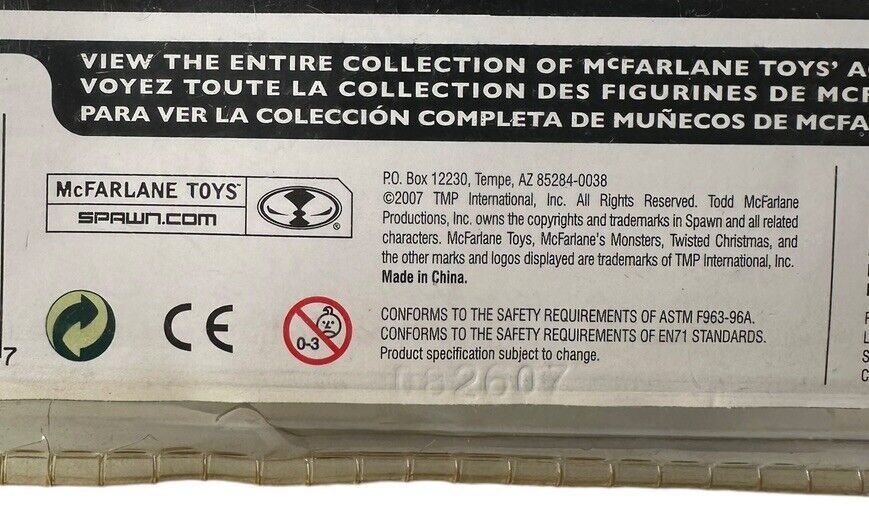 VIEW THE ENTIRE COLLECTION OF McFARLANE TOYS'
VOYEZ TOUTE LA COLLECTION DES FIGURINES DE
PARA VER LA COLECCIÓN COMPLETA DE MUÑECOS DE
McFARLANE TOYS
SPAWN.COM
®
P.O. Box 12230, Tempe, AZ 85284-0038
©2007 TMP International, Inc. All Rights Reserved. Todd McFarlane
Productions, Inc. owns the copyrights and trademarks in Spawn and all related
characters. McFarlane Toys, McFarlane's Monsters, Twisted Christmas, and
the other marks and logos displayed are trademarks of TMP International, Inc.
Made in China.
CE
0-3
CONFORMS TO THE SAFETY REQUIREMENTS OF ASTM F963-96A.
CONFORMS TO THE SAFETY REQUIREMENTS OF EN71 STANDARDS.
Product specification subject to change.
7